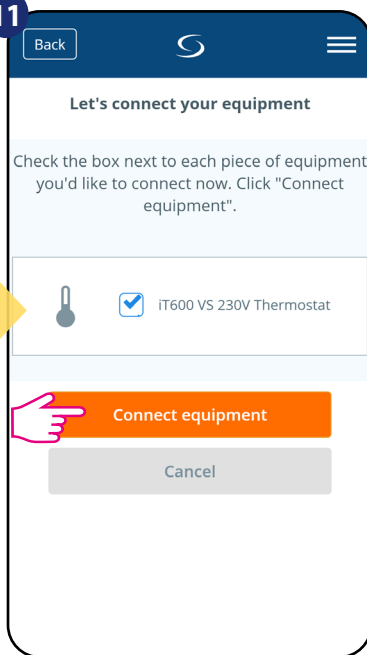 11
Back
Let's connect your equipment
Check the box next to each piece of equipment
you'd like to connect now. Click "Connect
equipment".
iT600 VS 230V Thermostat
Connect equipment
Cancel